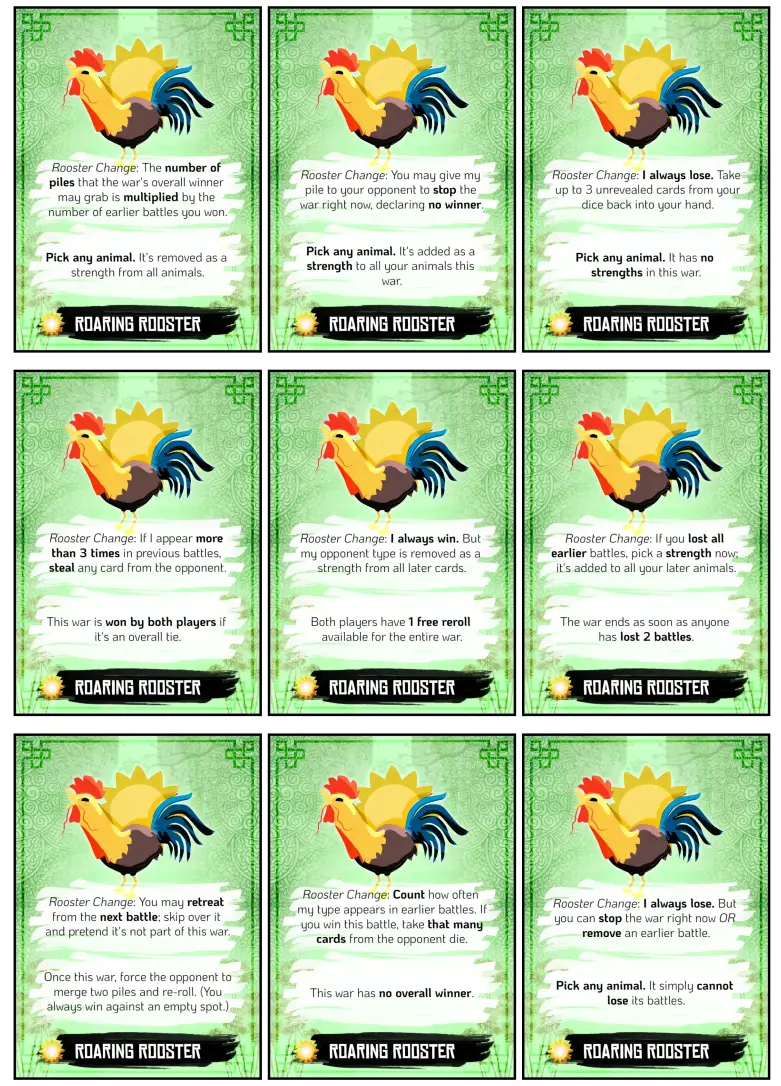 Rooster Change: The number of
piles that the war's overall winner
may grab is multiplied by the
number of earlier battles you won.
Pick any animal. It's removed as a
strength from all animals.
ROARING ROOSTER
Rooster Change: You may give my
pile to your opponent to stop the
war right now, declaring no winner.
Pick any animal. It's added as a
strength to all your animals this
war.
ROARING ROOSTER
Rooster Change: I always lose. Take
up to 3 unrevealed cards from your
dice back into your hand.
Pick any animal. It has no
strengths in this war.
ROARING ROOSTER
Rooster Change: If I appear more
than 3 times in previous battles,
steal any card from the opponent.
This war is won by both players if
it's an overall tie.
ROARING ROOSTER
Rooster Change: I always win. But
my opponent type is removed as a
strength from all later cards.
Both players have 1 free reroll
available for the entire war.
ROARING ROOSTER
Rooster Change: If you lost all
earlier battles, pick a strength now;
it's added to all your later animals.
The war ends as soon as anyone
has lost 2 battles.
ROARING ROOSTER
Rooster Change: You may retreat
from the next battle; skip over it
and pretend it's not part of this war.
Once this war, force the opponent to
merge two piles and re-roll. (You
always win against an empty spot.)
ROARING ROOSTER
Rooster Change: Count how often
my type appears in earlier battles. If
you win this battle, take that many
cards from the opponent die.
This war has no overall winner.
ROARING ROOSTER
Rooster Change: I always lose. But
you can stop the war right now OR
remove an earlier battle.
Pick any animal. It simply cannot
lose its battles.
ROARING ROOSTER